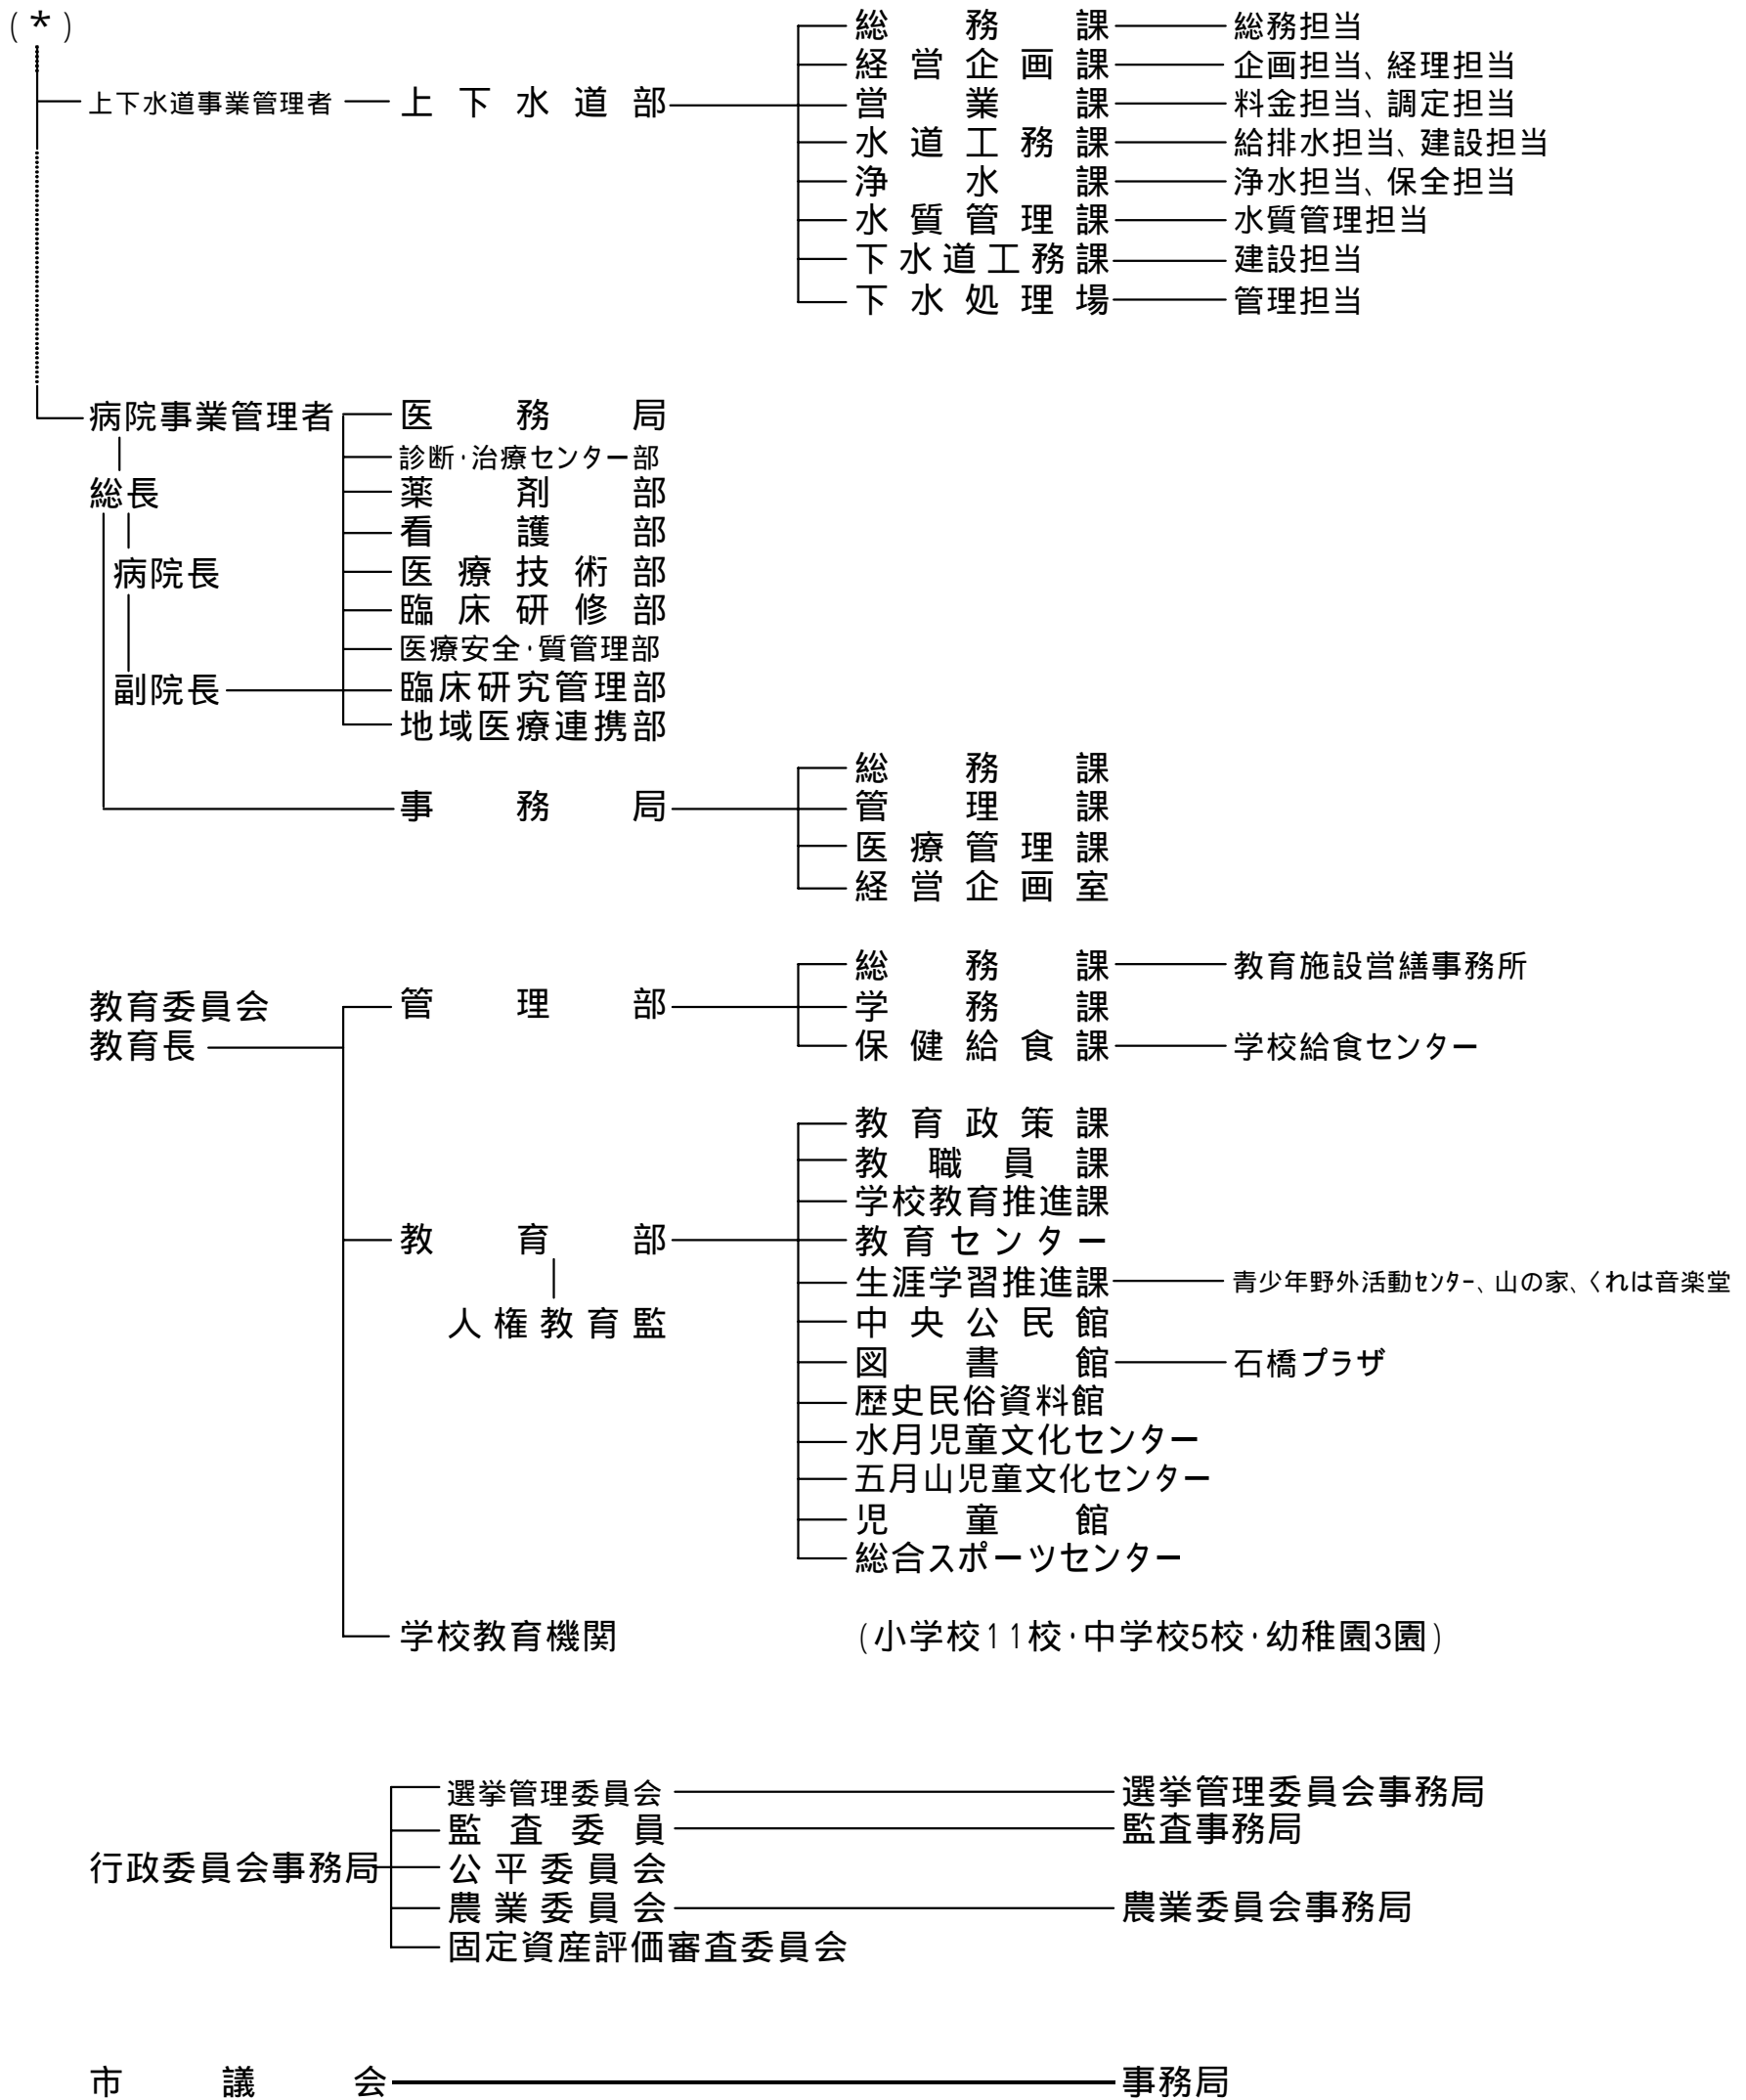 (＊)
総務課 総務担当
経営企画課 企画担当、経理担当
上下水道事業管理者 上下水道部 営業課 料金担当、調定担当
水道工務課 給排水担当、建設担当
浄水課 浄水担当、保全担当
水質管理課 水質管理担当
下水道工務課 建設担当
下水処理場 管理担当
病院事業管理者 医務局
診断・治療センター部
総長 薬剤部
看護部
病院長 医療技術部
臨床研修部
医療安全・質管理部
副院長 臨床研究管理部
地域医療連携部
総務課
事務局 管理課
医療管理課
経営企画室
総務課 教育施設営繕事務所
教育委員会 管理部 学務課
教育長 保健給食課 学校給食センター
教育政策課
教職員課
学校教育推進課
教育部 教育センター
生涯学習推進課 青少年野外活動ｾﾝﾀｰ、山の家、くれは音楽堂
人権教育監 中央公民館
図書館 石橋プラザ
歴史民俗資料館
水月児童文化センター
五月山児童文化センター
児童館
総合スポーツセンター
学校教育機関 (小学校11校・中学校5校・幼稚園3園)
選挙管理委員会 選挙管理委員会事務局
監査委員 監査事務局
行政委員会事務局 公平委員会
農業委員会 農業委員会事務局
固定資産評価審査委員会
市議会 事務局